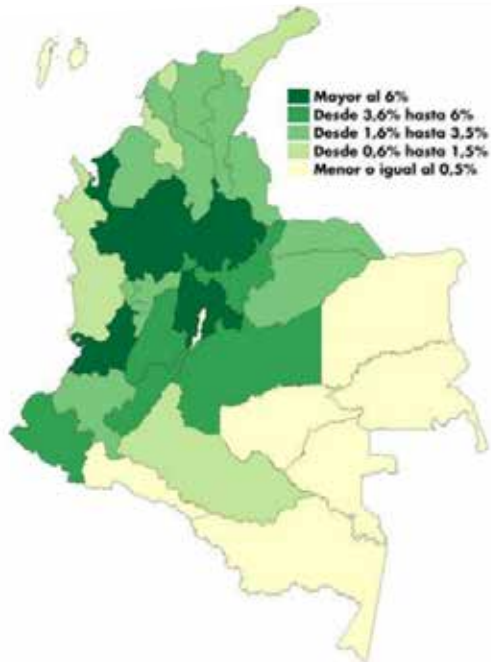 Mayor al 6%
Desde 3,6% hasta 6%
Desde 1,6% hasta 3,5%
Desde 0,6% hasta 1,5%
Menor o igual al 0,5%